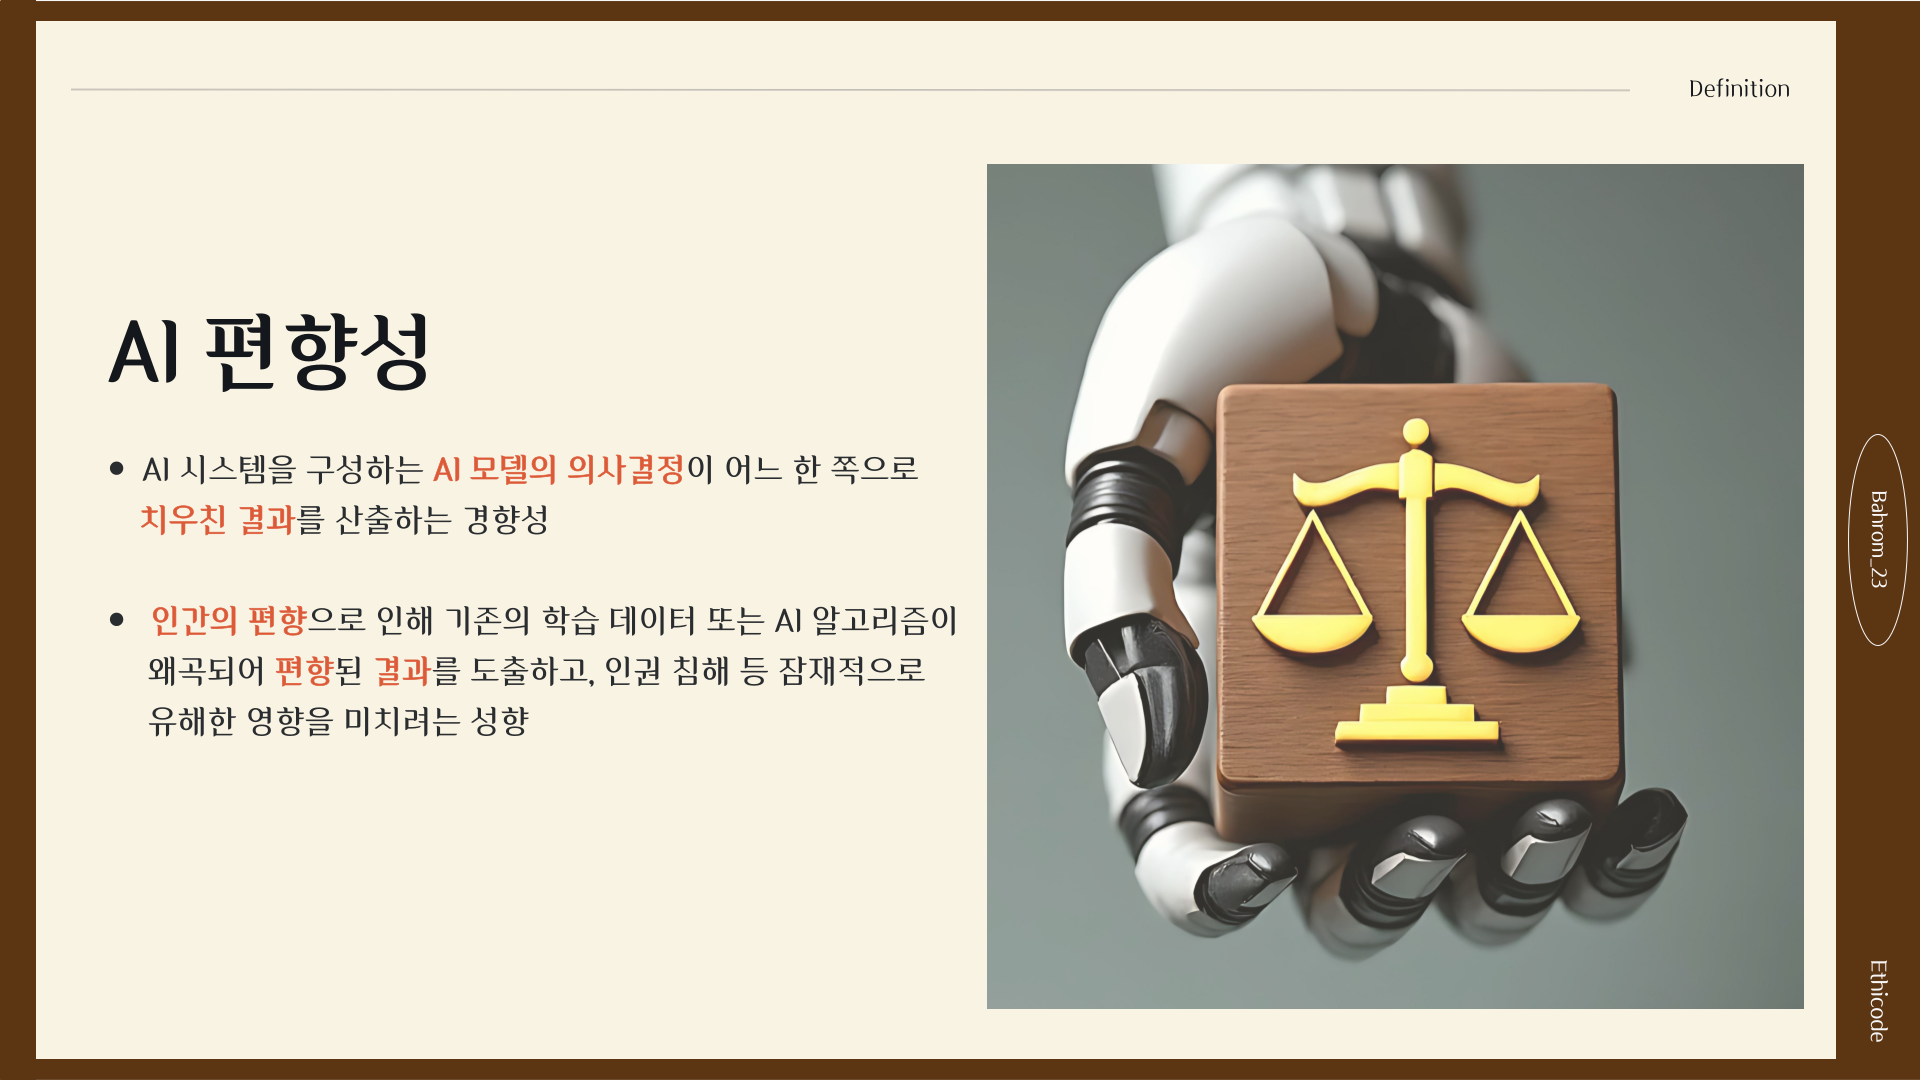 Definition
AI 편향성
• AI 시스템을 구성하는 AI 모델의 의사결정이 어느 한 쪽으로
치우친 결과를 산출하는 경향성
• 인간의 편향으로 인해 기존의 학습 데이터 또는 AI 알고리즘이
왜곡되어 편향된 결과를 도출하고, 인권 침해 등 잠재적으로
유해한 영향을 미치려는 성향
Bahrom_23
Ethicode